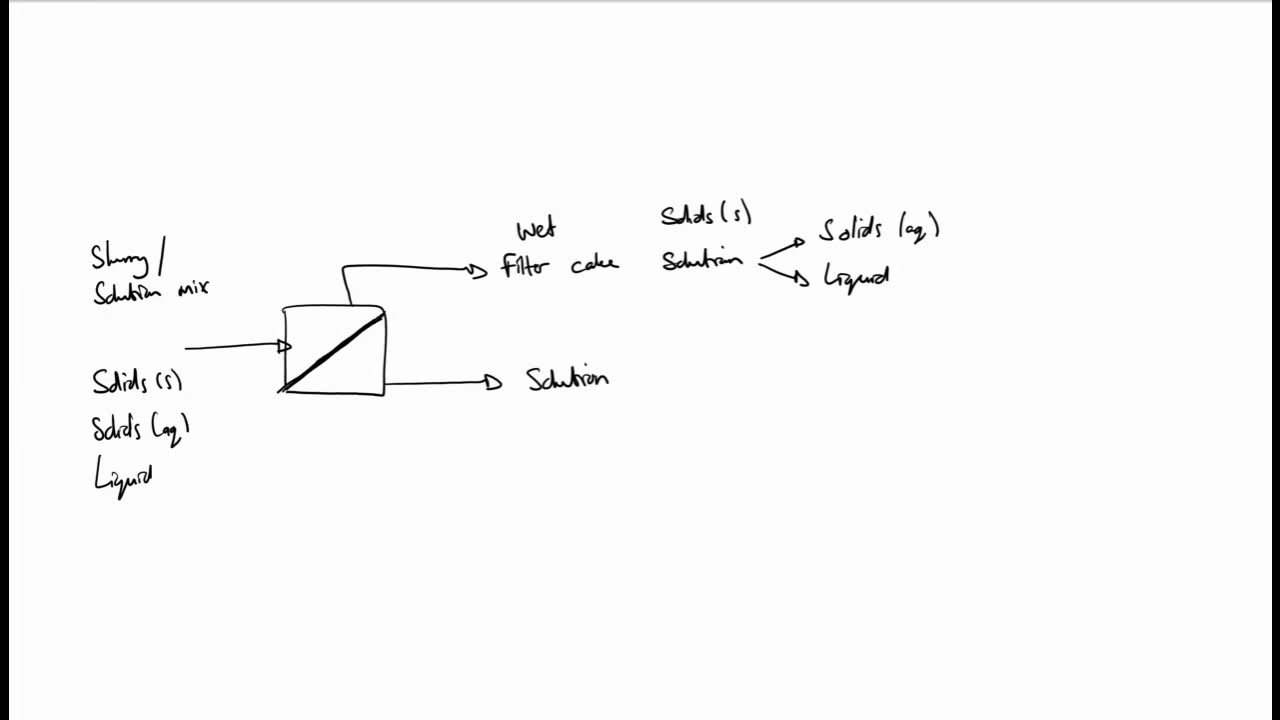 Slurry /
Solution mix
Solids (s)
Solids (aq)
Liquid
Wet
Filter cake
Solids (s)
Solution
Solids (aq)
Liquid
Solution